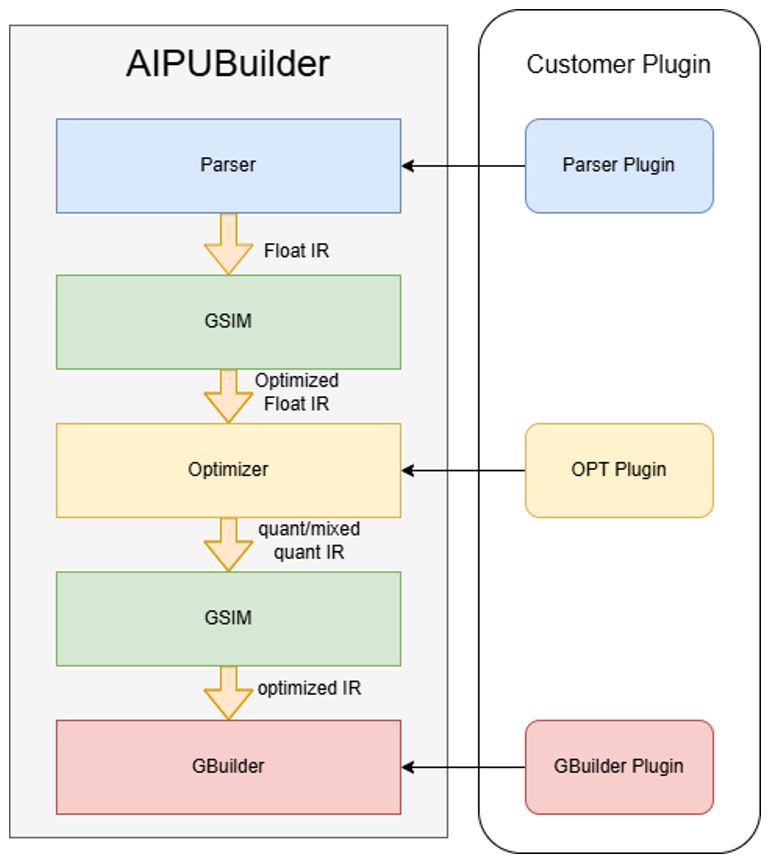 AIPUBuilder
Customer Plugin
Parser
Parser Plugin
Float IR
GSIM
Optimized
Float IR
Optimizer
OPT Plugin
quant/mixed
quant IR
GSIM
optimized IR
GBuilder
GBuilder Plugin